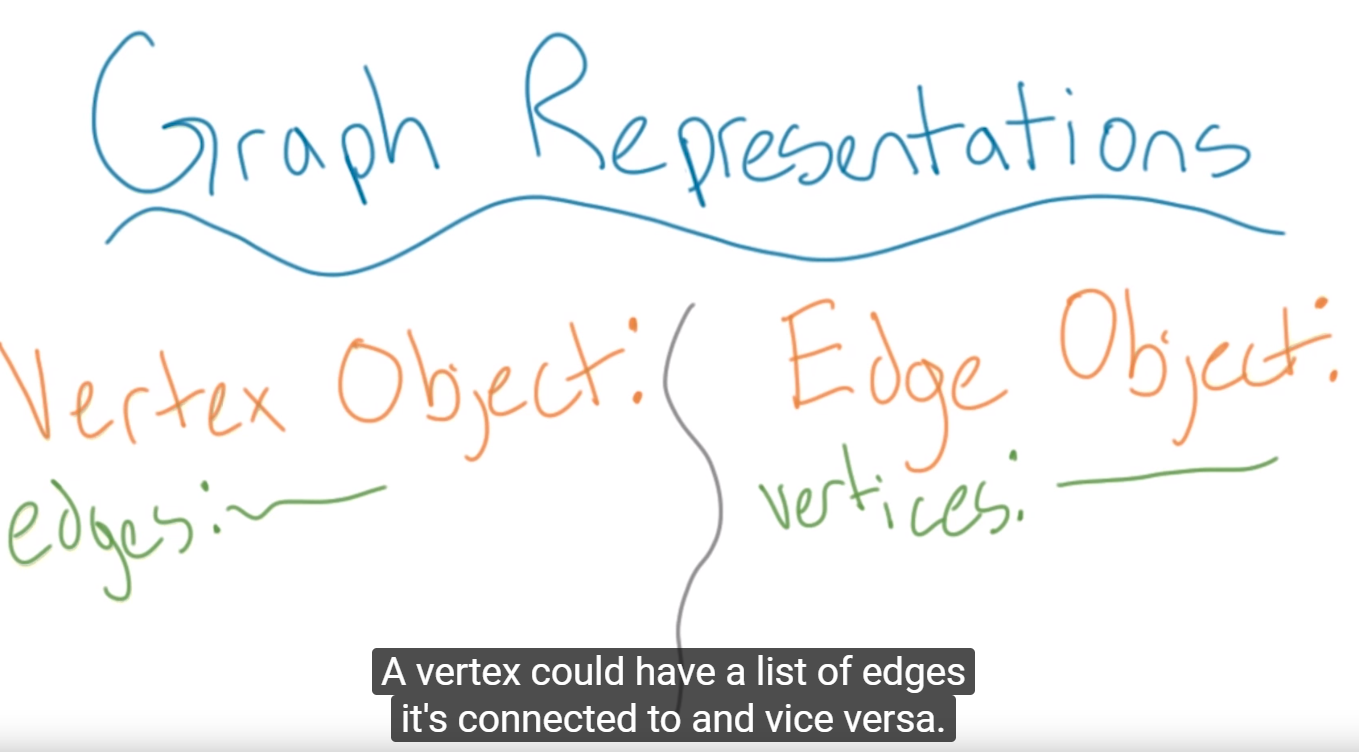 Graph Representations
Vertex Object:
edges:
Edge Object:
vertices:
A vertex could have a list of edges
it's connected to and vice versa.